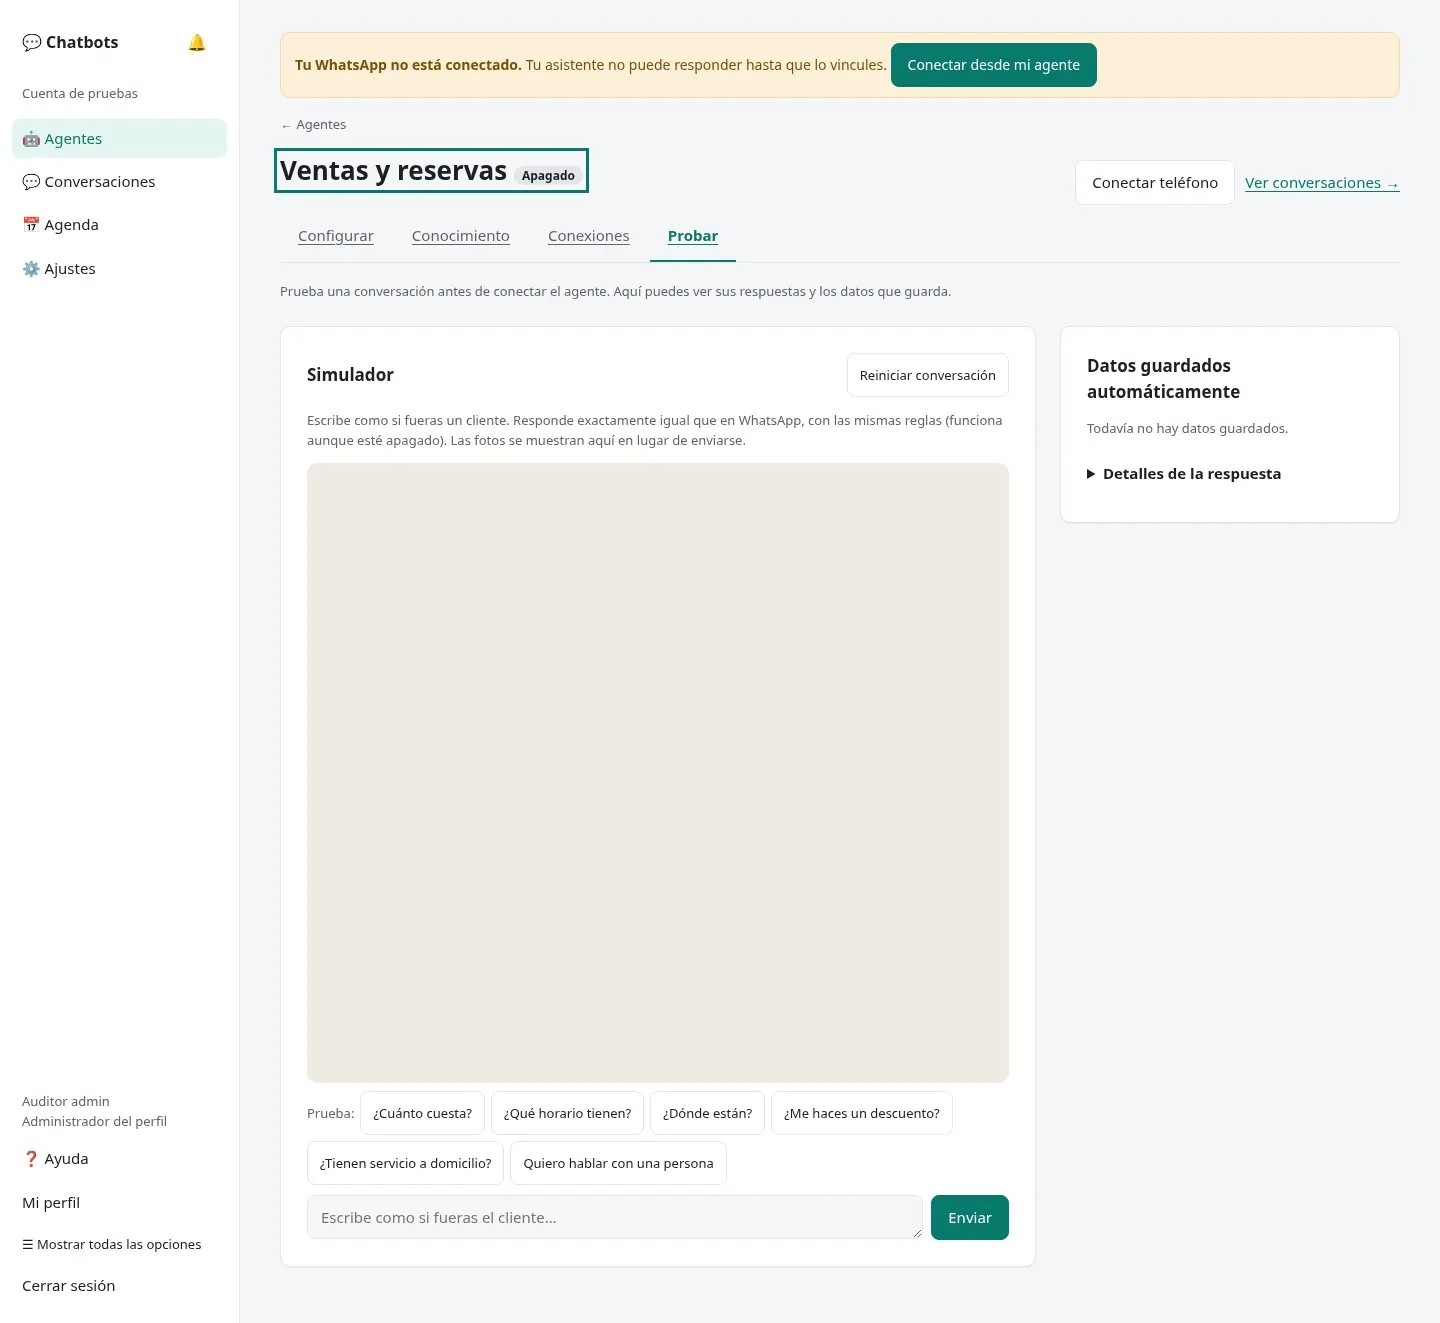 💬 Chatbots 🔔
Cuenta de pruebas
🤖 Agentes
💬 Conversaciones
📅 Agenda
⚙️ Ajustes
Auditor admin
Administrador del perfil
❓ Ayuda
Mi perfil
☰ Mostrar todas las opciones
Cerrar sesión
Tu WhatsApp no está conectado. Tu asistente no puede responder hasta que lo vincules. Conectar desde mi agente
← Agentes
Ventas y reservas Apagado
Conectar teléfono Ver conversaciones →
Configurar Conocimiento Conexiones Probar
Prueba una conversación antes de conectar el agente. Aquí puedes ver sus respuestas y los datos que guarda.
Simulador Reiniciar conversación
Escribe como si fueras un cliente. Responde exactamente igual que en WhatsApp, con las mismas reglas (funciona
aunque esté apagado). Las fotos se muestran aquí en lugar de enviarse.
Prueba: ¿Cuánto cuesta? ¿Qué horario tienen? ¿Dónde están? ¿Me haces un descuento?
¿Tienen servicio a domicilio? Quiero hablar con una persona
Escribe como si fueras el cliente... Enviar
Datos guardados
automáticamente
Todavía no hay datos guardados.
▶ Detalles de la respuesta